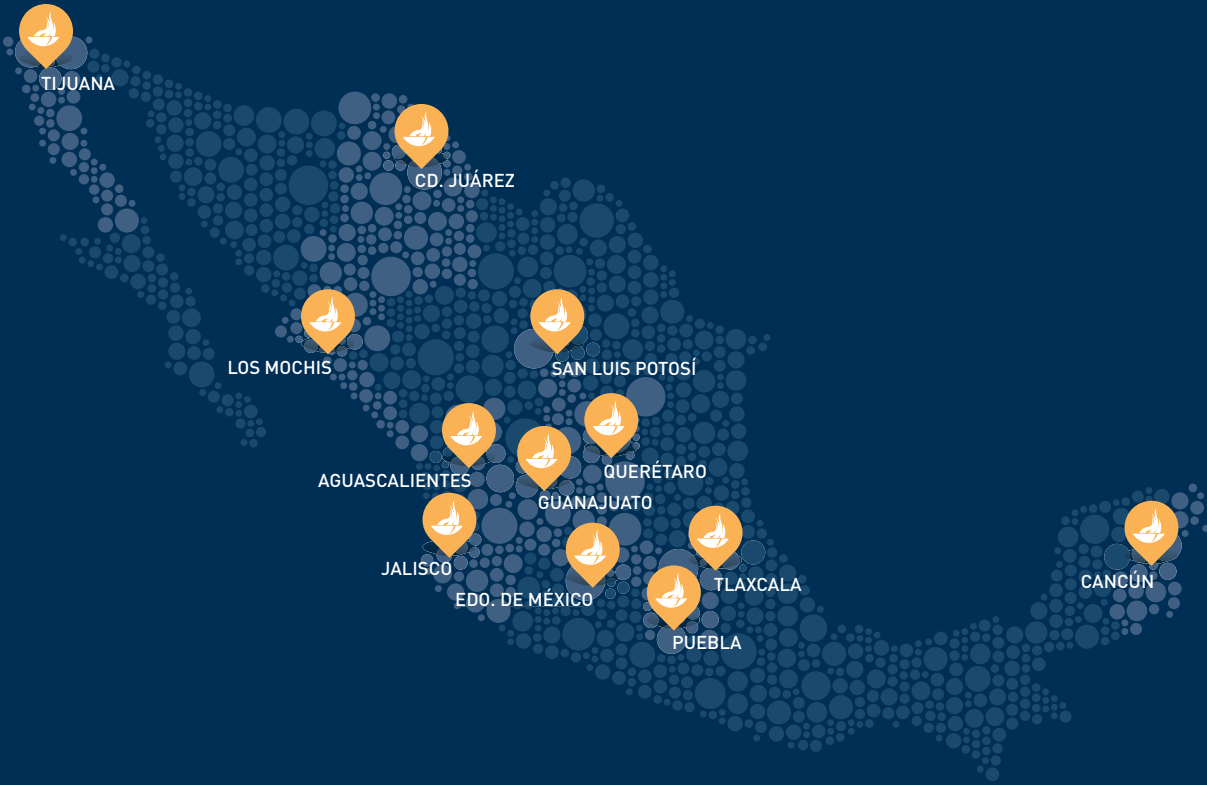 TIJUANA
CD. JUÁREZ
LOS MOCHIS
SAN LUIS POTOSÍ
AGUASCALIENTES
QUERÉTARO
GUANAJUATO
JALISCO
EDO. DE MÉXICO
TLAXCALA
CANCÚN
PUEBLA